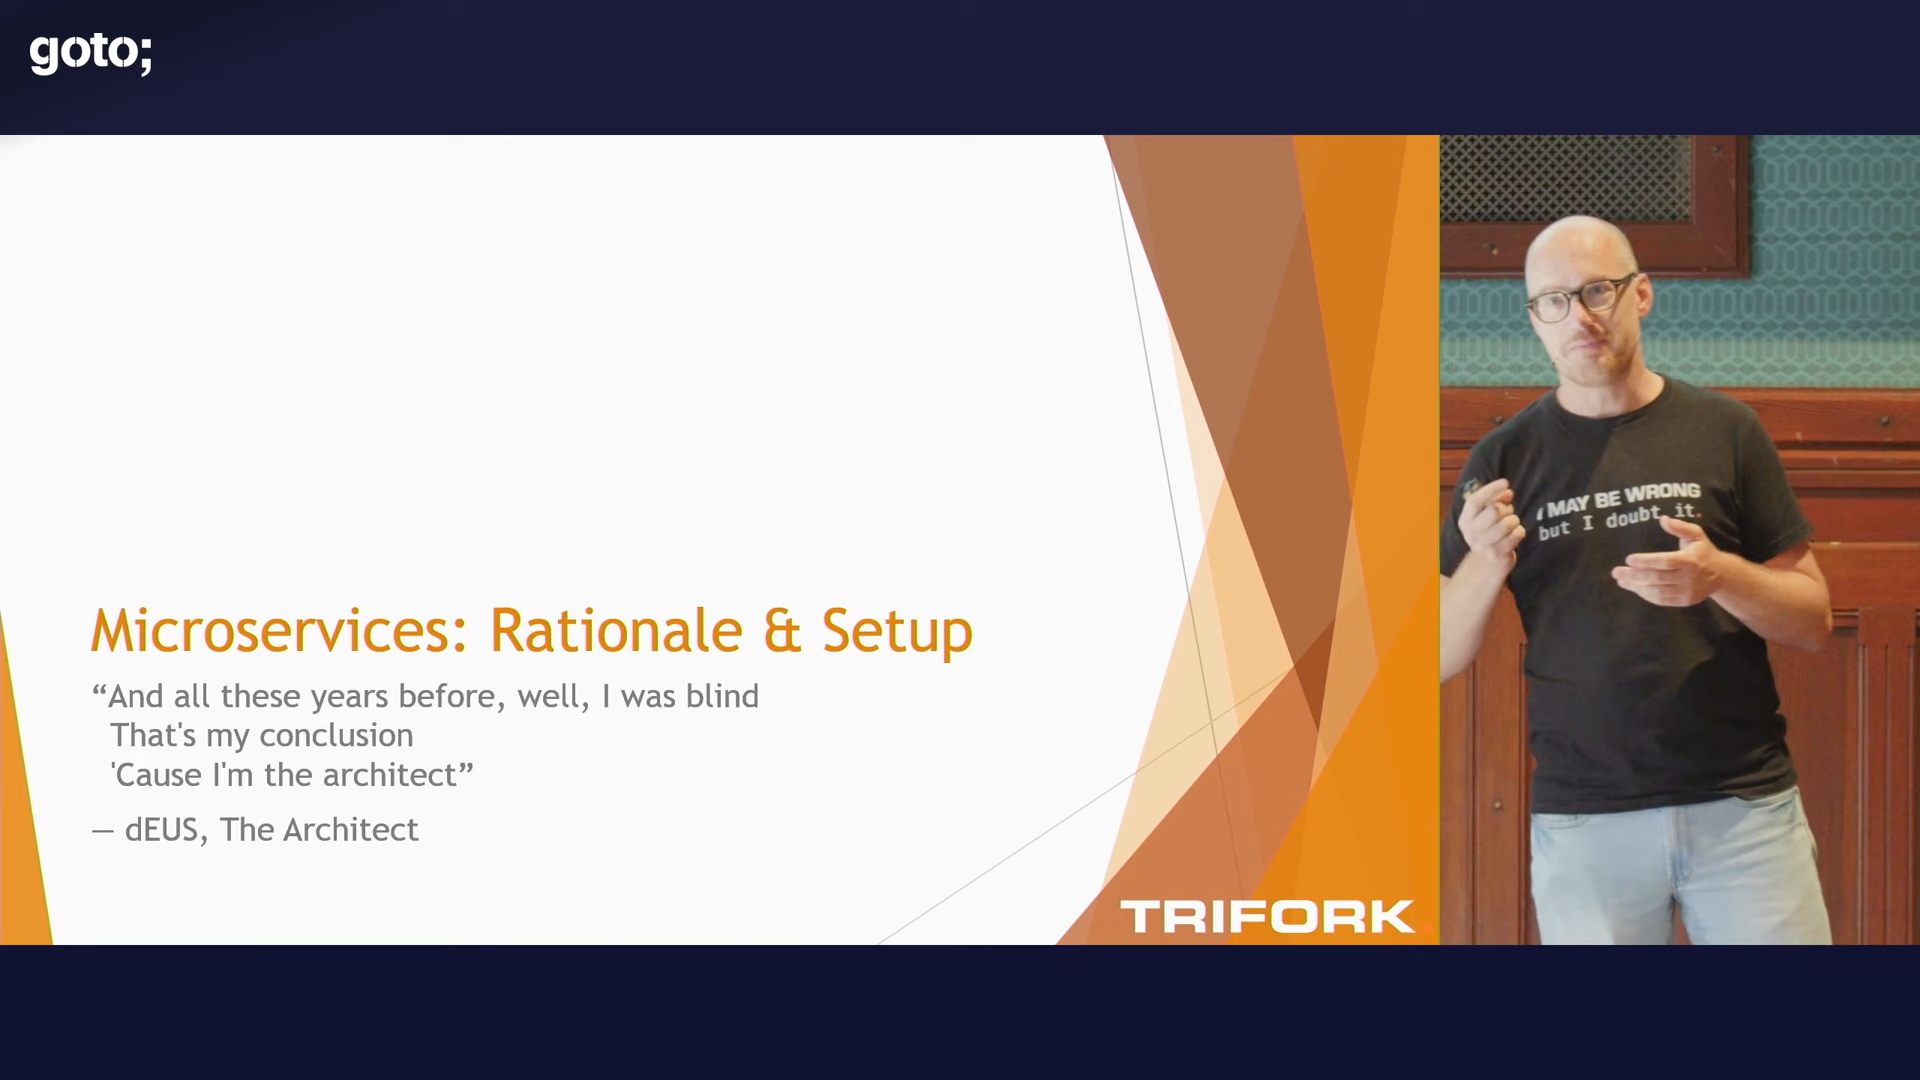 goto;
Microservices: Rationale & Setup
“And all these years before, well, I was blind
That's my conclusion
'Cause I'm the architect”
— dEUS, The Architect
TRIFORK.
I MAY BE WRONG
but I doubt it.